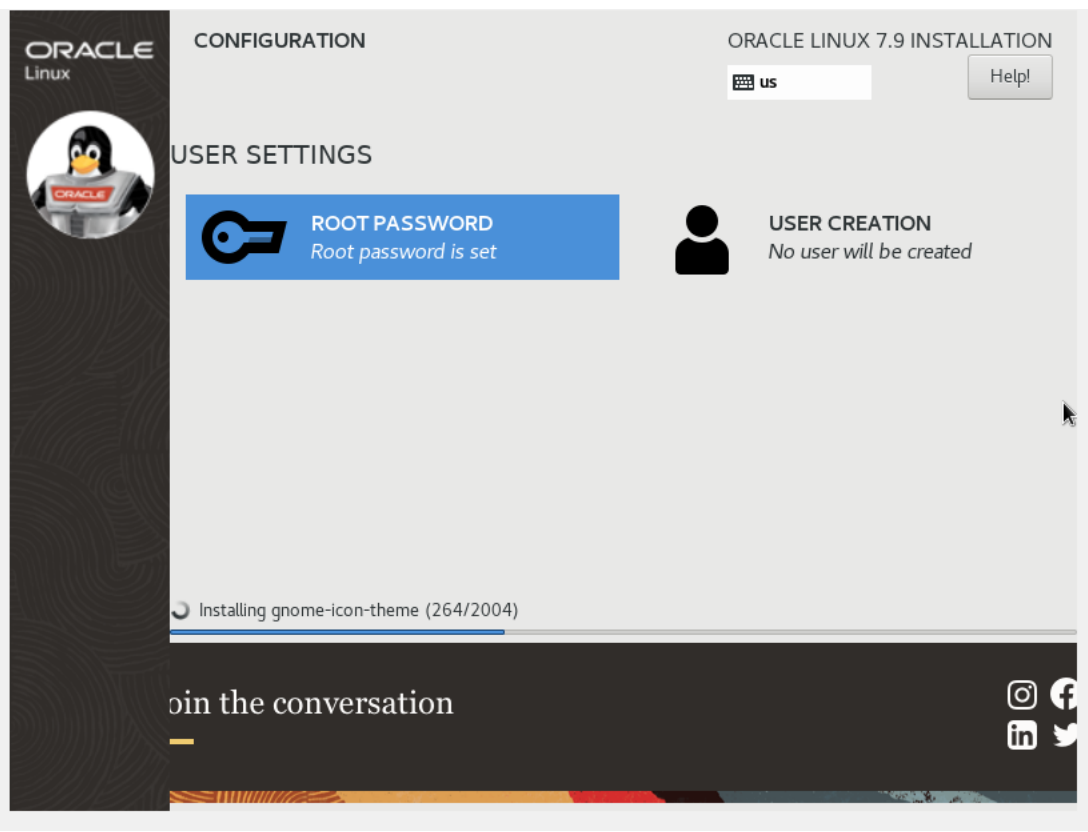 ORACLE
Linux
CONFIGURATION
ORACLE LINUX 7.9 INSTALLATION
us
Help!
ORACLE
USER SETTINGS
ROOT PASSWORD
Root password is set
USER CREATION
No user will be created
Installing gnome-icon-theme (264/2004)
oin the conversation
in